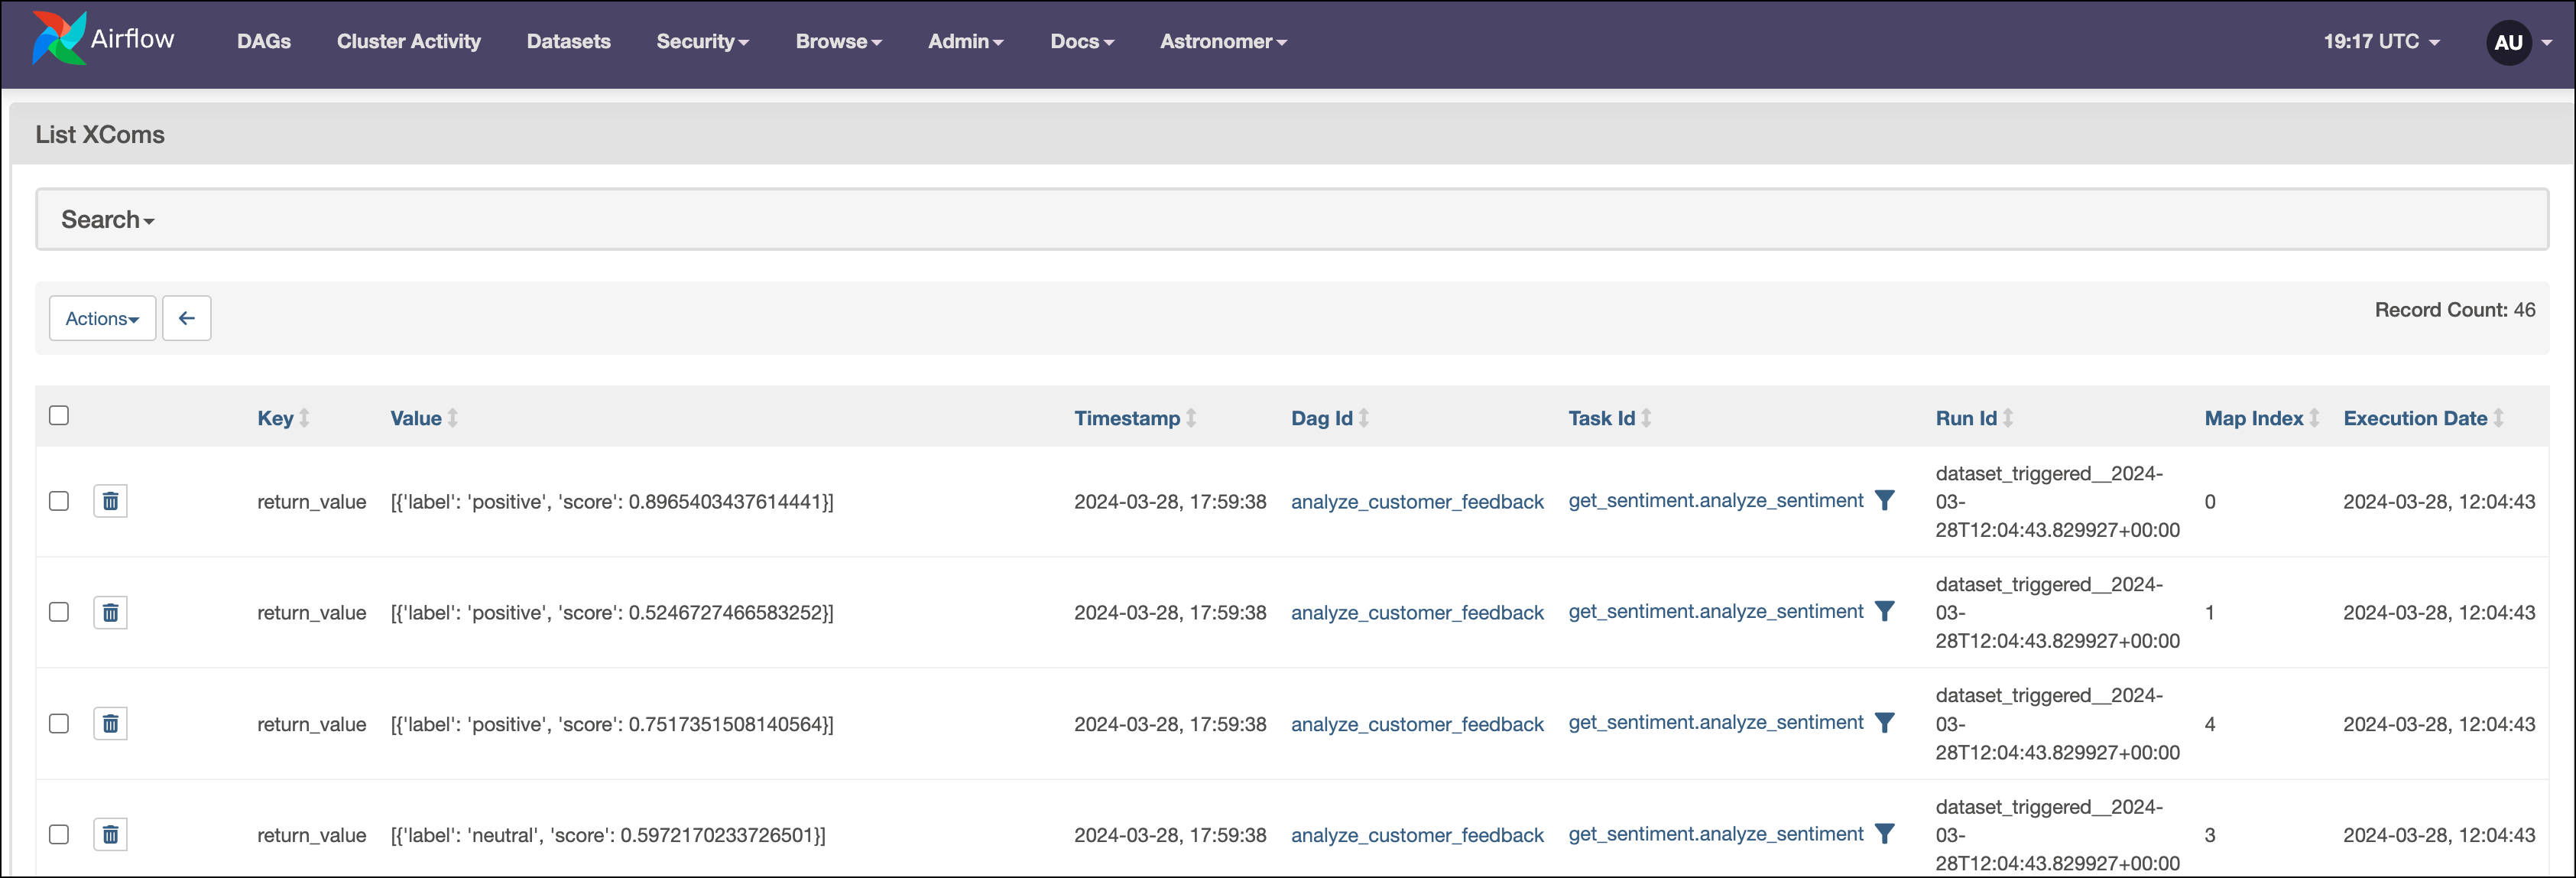 Airflow DAGs Cluster Activity Datasets Security Browse Admin Docs Astronomer 19:17 UTC AU
List XComs
Search
Actions Record Count: 46
Key Value Timestamp Dag Id Task Id Run Id Map Index Execution Date
return_value [{'label': 'positive', 'score': 0.8965403437614441}] 2024-03-28, 17:59:38 analyze_customer_feedback get_sentiment.analyze_sentiment dataset_triggered__2024-
03-
28T12:04:43.829927+00:00 0 2024-03-28, 12:04:43
return_value [{'label': 'positive', 'score': 0.5246727466583252}] 2024-03-28, 17:59:38 analyze_customer_feedback get_sentiment.analyze_sentiment dataset_triggered__2024-
03-
28T12:04:43.829927+00:00 1 2024-03-28, 12:04:43
return_value [{'label': 'positive', 'score': 0.7517351508140564}] 2024-03-28, 17:59:38 analyze_customer_feedback get_sentiment.analyze_sentiment dataset_triggered__2024-
03-
28T12:04:43.829927+00:00 4 2024-03-28, 12:04:43
return_value [{'label': 'neutral', 'score': 0.5972170233726501}] 2024-03-28, 17:59:38 analyze_customer_feedback get_sentiment.analyze_sentiment dataset_triggered__2024-
03-
28T12:04:43.829927+00:00 3 2024-03-28, 12:04:43